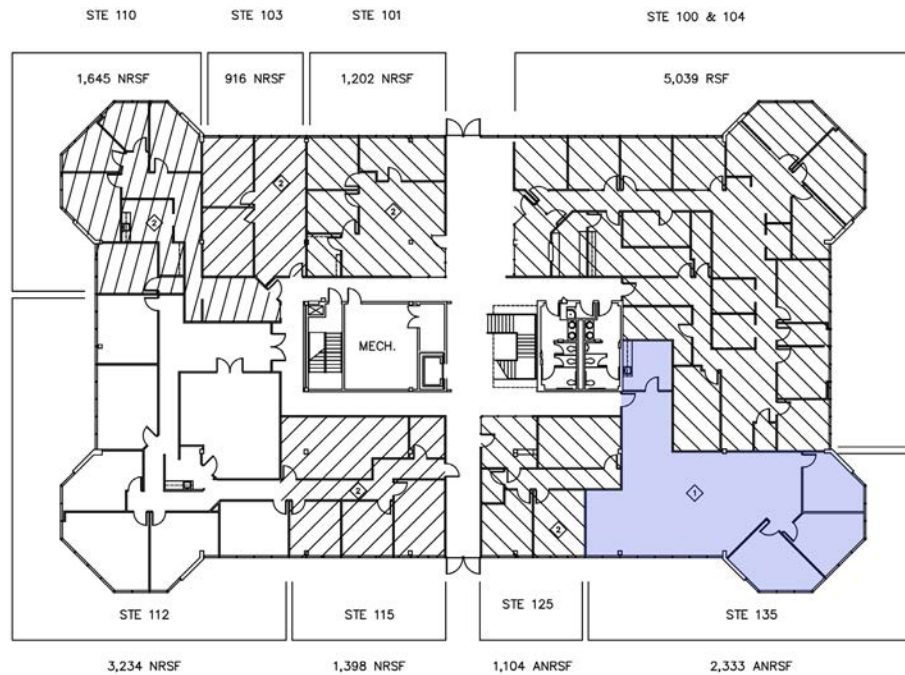 STE 110
STE 103
STE 101
STE 100 & 104
1,645 NRSF
916 NRSF
1,202 NRSF
5,039 RSF
2
2
2
MECH.
2
1
2
STE 112
STE 115
STE 125
STE 135
3,234 NRSF
1,398 NRSF
1,104 ANRSF
2,333 ANRSF